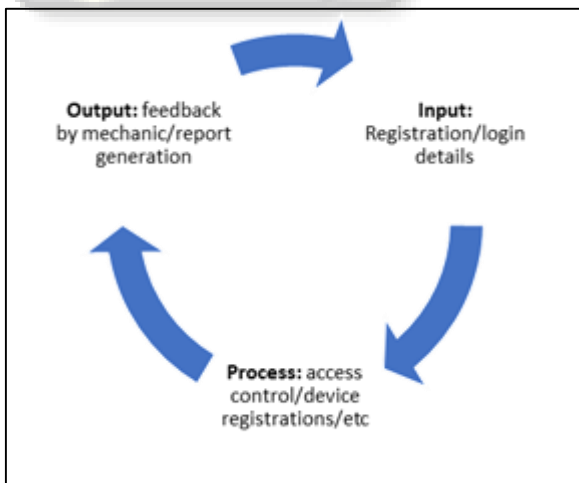 Output: feedback
by mechanic/report
generation
Input:
Registration/login
details
Process: access
control/device
registrations/etc